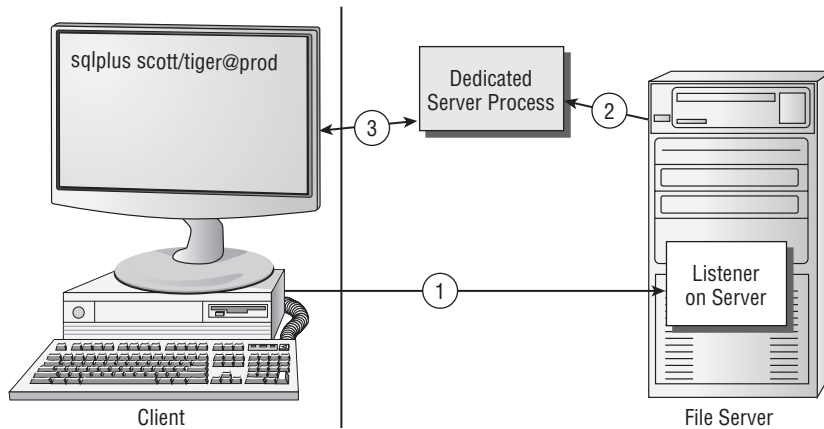 sqlplus scott/tiger@prod
Dedicated
Server Process
3
2
Listener
on Server
1
Client
File Server